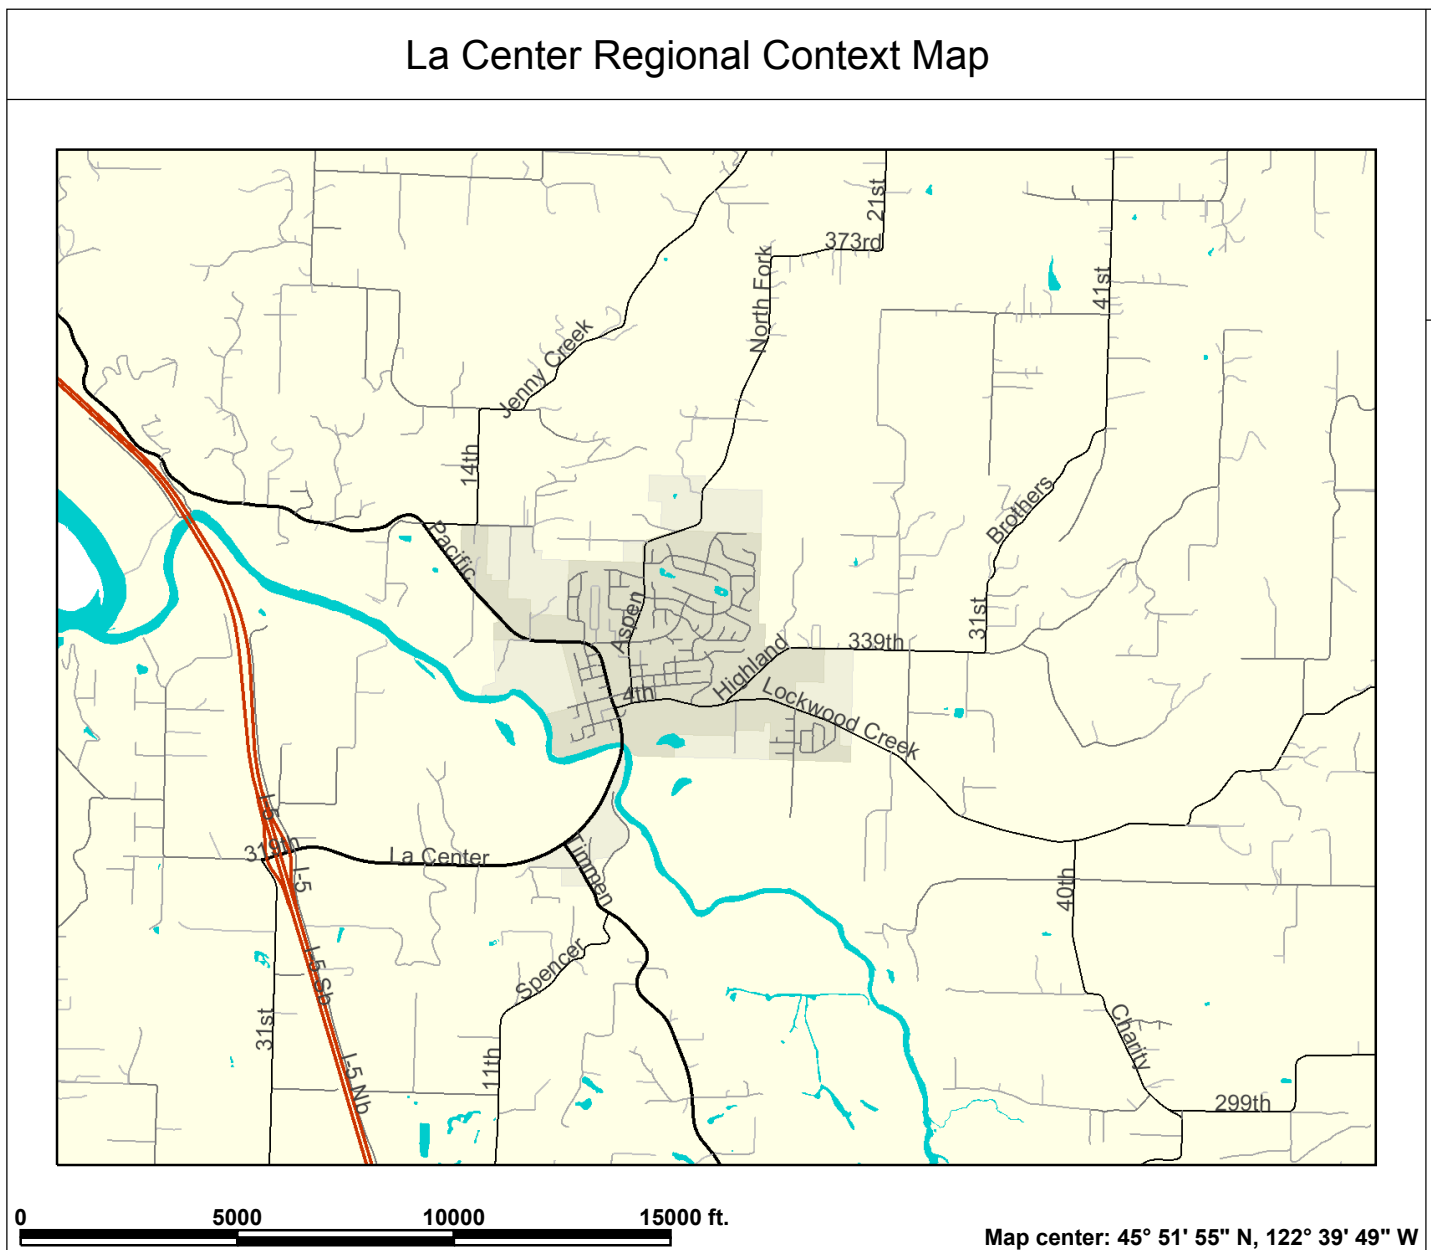 La Center Regional Context Map
21st
373rd
North Fork
41st
Jenny Creek
14th
Brothers
Pacific
Aspen
31st
339th
Highland
4th
Lockwood Creek
I-5
319th
La Center
Timmen
I-5
40th
Spencer
I-5 Sb
31st
11th
Charity
I-5 Nb
299th
0 5000 10000 15000 ft.
Map center: 45° 51' 55" N, 122° 39' 49" W